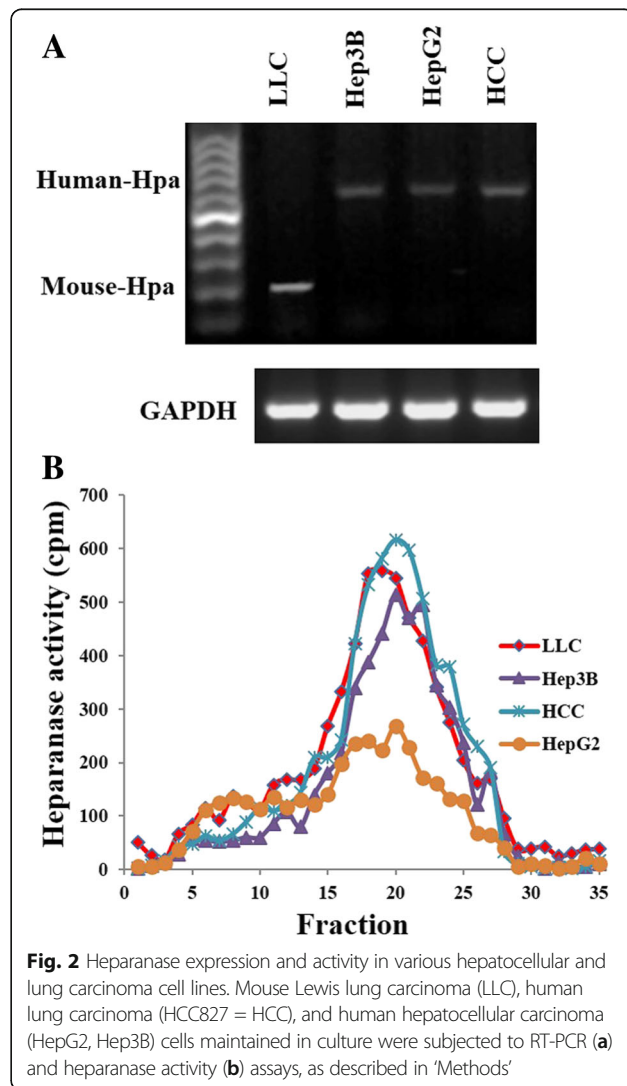 A
LLC
Hep3B
HepG2
HCC
Human-Hpa
Mouse-Hpa
GAPDH
B
Heparanase activity (cpm)
700
600
500
400
300
200
100
0
LLC
Hep3B
HCC
HepG2
0 5 10 15 20 25 30 35
Fraction
Fig. 2 Heparanase expression and activity in various hepatocellular and
lung carcinoma cell lines. Mouse Lewis lung carcinoma (LLC), human
lung carcinoma (HCC827 = HCC), and human hepatocellular carcinoma
(HepG2, Hep3B) cells maintained in culture were subjected to RT-PCR (a)
and heparanase activity (b) assays, as described in ‘Methods’